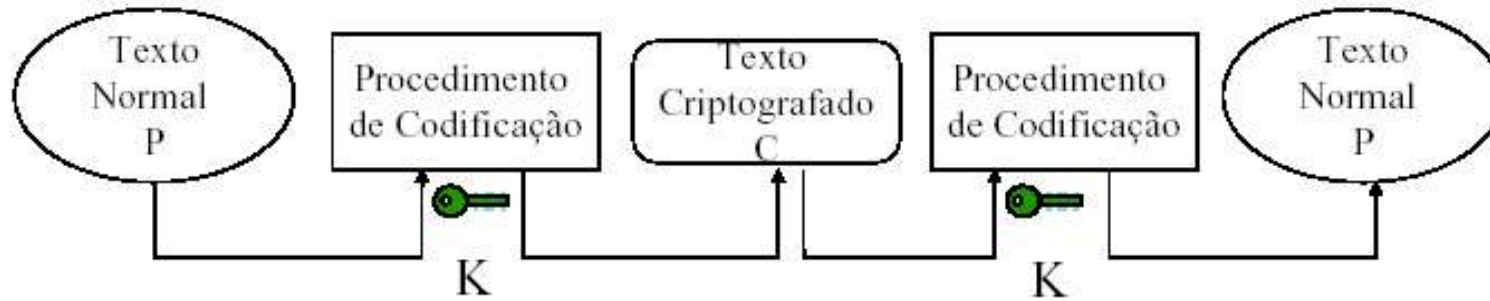 Texto
Normal
P
Procedimento
de Codificação
K
Texto
Criptografado
C
Procedimento
de Codificação
K
Texto
Normal
P